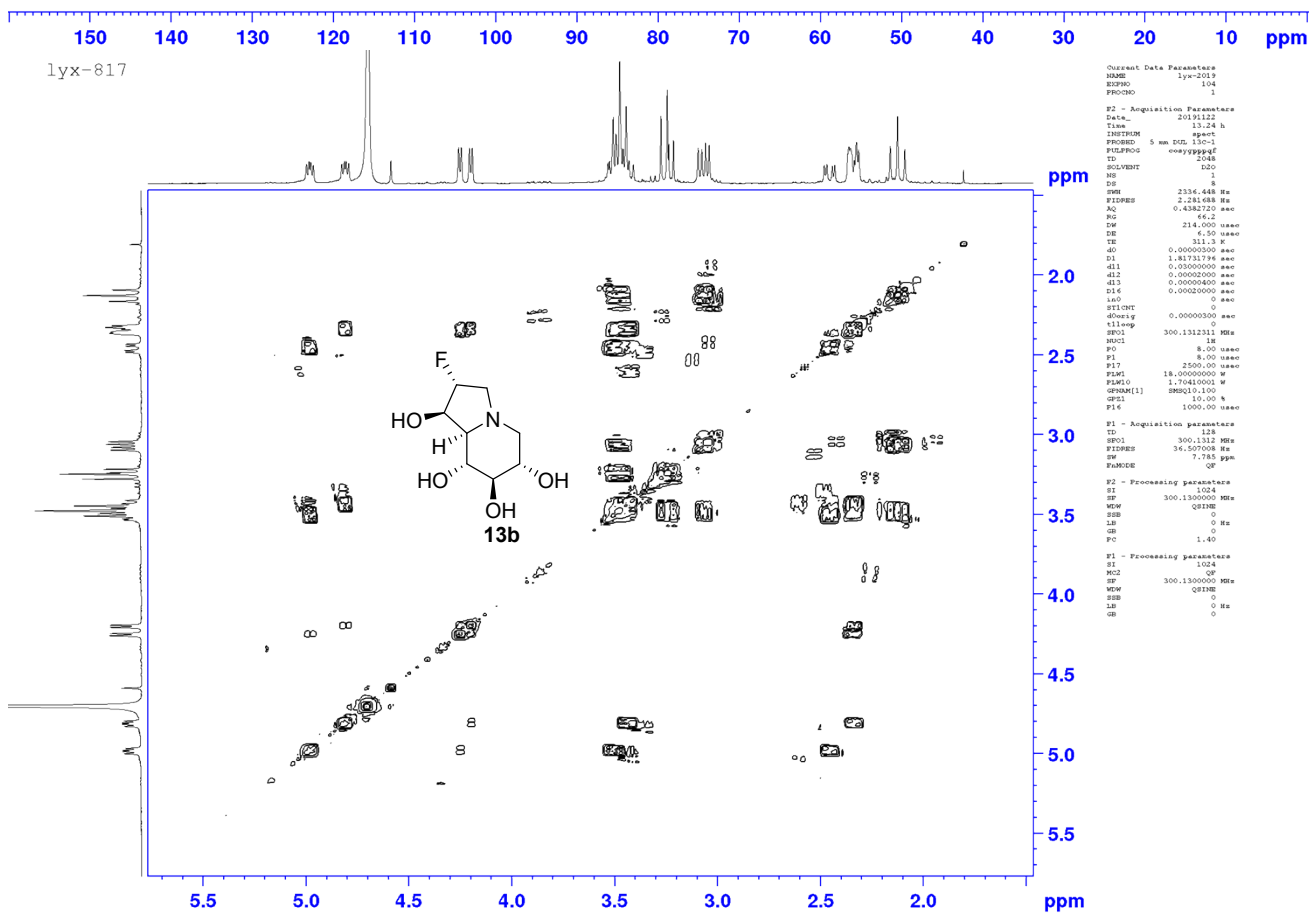 150 140 130 120 110 100 90 80 70 60 50 40 30 20 10 ppm
lyx-817
ppm
2.0
2.5
3.0
3.5
4.0
4.5
5.0
5.5
F
HO
N
H
HO
OH
OH
13b
5.5 5.0 4.5 4.0 3.5 3.0 2.5 2.0 ppm
Current Data Parameters
NAME lyx-2019
EXPNO 104
PROCNO 1
F2 - Acquisition Parameters
Date_ 20191122
Time 13.24 h
INSTRUM spect
PROBHD 5 mm DUL 13C-1
PULPROG cosygpppqf
TD 2048
SOLVENT D2O
NS 1
DS 8
SWH 2336.448 Hz
FIDRES 2.281688 Hz
AQ 0.4382720 sec
RG 66.2
DW 214.000 usec
DE 6.50 usec
TE 311.3 K
d0 0.00000300 sec
D1 1.81731796 sec
d11 0.03000000 sec
d12 0.00002000 sec
d13 0.00000400 sec
D16 0.00020000 sec
in0 0 sec
ST1CNT 0
d0orig 0.00000300 sec
t1loop 0
SFO1 300.1312311 MHz
NUC1 1H
P0 8.00 usec
P1 8.00 usec
P17 2500.00 usec
PLW1 18.00000000 W
PLW10 1.70410001 W
GPNAM[1] SMSQ10.100
GPZ1 10.00 %
P16 1000.00 usec
F1 - Acquisition parameters
TD 128
SFO1 300.1312 MHz
FIDRES 36.507008 Hz
SW 7.785 ppm
FnMODE QF
F2 - Processing parameters
SI 1024
SF 300.1300000 MHz
WDW QSINE
SSB 0
LB 0 Hz
GB 0
PC 1.40
F1 - Processing parameters
SI 1024
MC2 QF
SF 300.1300000 MHz
WDW QSINE
SSB 0
LB 0 Hz
GB 0